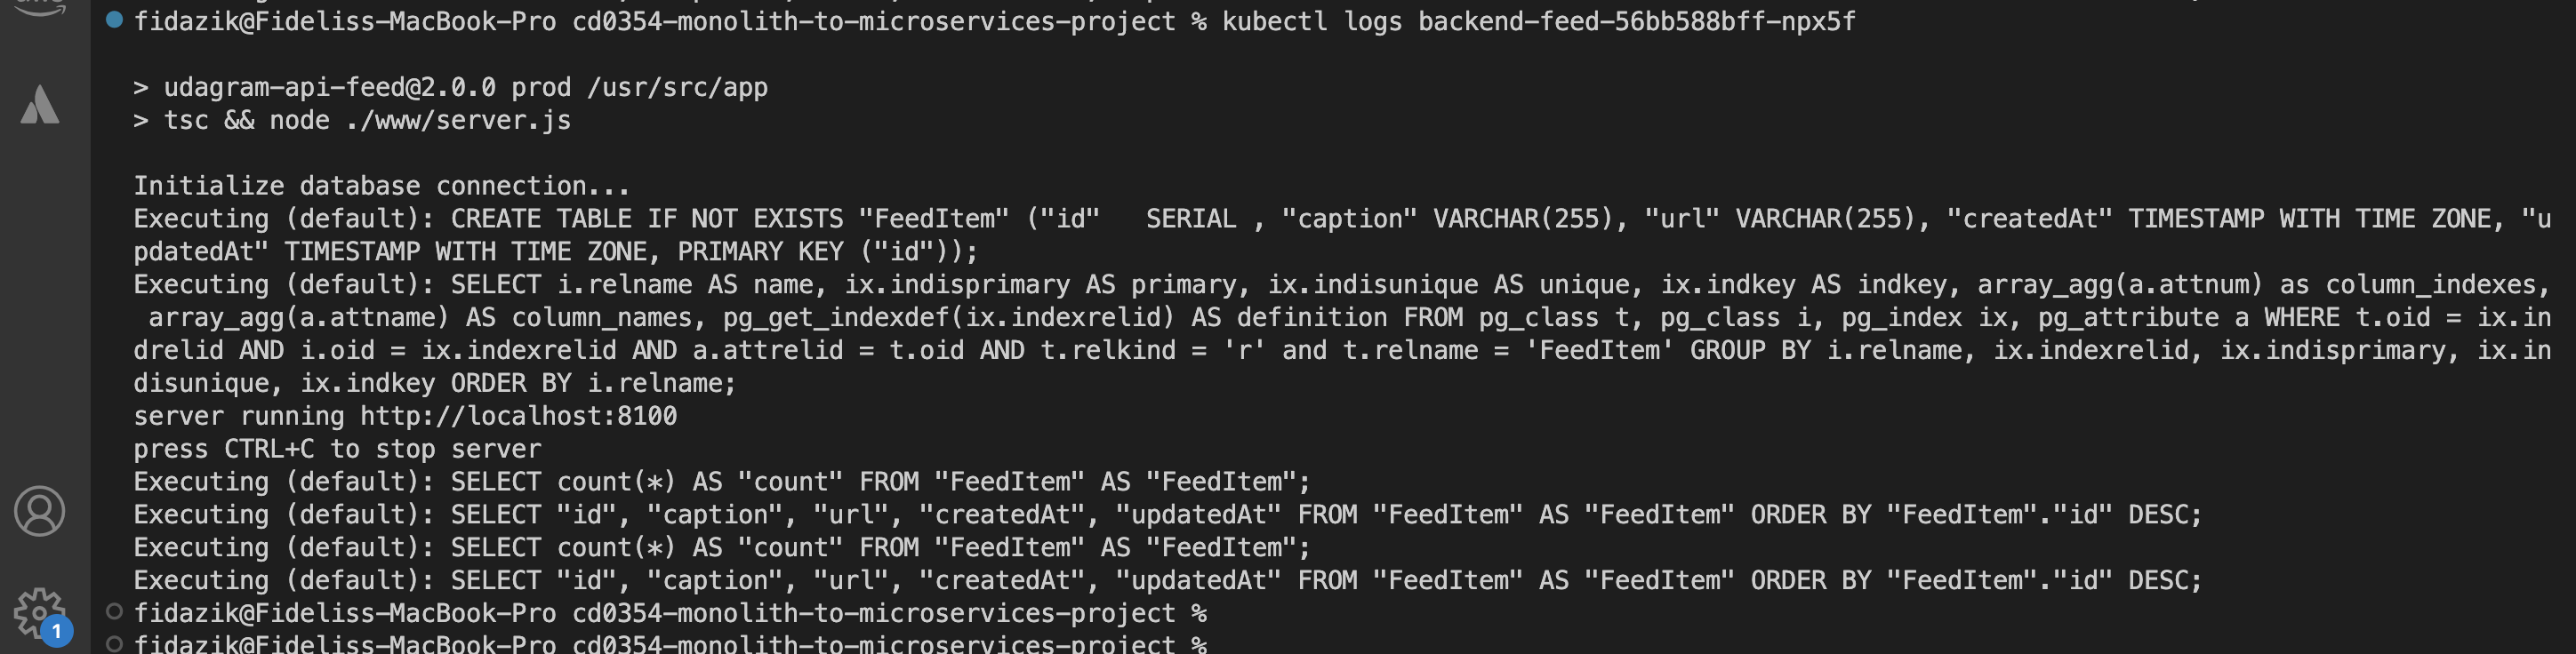 fidazik@Fideliss-MacBook-Pro cd0354-monolith-to-microservices-project % kubectl logs backend-feed-56bb588bff-npx5f
> udagram-api-feed@2.0.0 prod /usr/src/app
> tsc && node ./www/server.js
Initialize database connection...
Executing (default): CREATE TABLE IF NOT EXISTS "FeedItem" ("id"   SERIAL , "caption" VARCHAR(255), "url" VARCHAR(255), "createdAt" TIMESTAMP WITH TIME ZONE, "u
pdatedAt" TIMESTAMP WITH TIME ZONE, PRIMARY KEY ("id"));
Executing (default): SELECT i.relname AS name, ix.indisprimary AS primary, ix.indisunique AS unique, ix.indkey AS indkey, array_agg(a.attnum) as column_indexes,
 array_agg(a.attname) AS column_names, pg_get_indexdef(ix.indexrelid) AS definition FROM pg_class t, pg_class i, pg_index ix, pg_attribute a WHERE t.oid = ix.in
drelid AND i.oid = ix.indexrelid AND a.attrelid = t.oid AND t.relkind = 'r' and t.relname = 'FeedItem' GROUP BY i.relname, ix.indexrelid, ix.indisprimary, ix.in
disunique, ix.indkey ORDER BY i.relname;
server running http://localhost:8100
press CTRL+C to stop server
Executing (default): SELECT count(*) AS "count" FROM "FeedItem" AS "FeedItem";
Executing (default): SELECT "id", "caption", "url", "createdAt", "updatedAt" FROM "FeedItem" AS "FeedItem" ORDER BY "FeedItem"."id" DESC;
Executing (default): SELECT count(*) AS "count" FROM "FeedItem" AS "FeedItem";
Executing (default): SELECT "id", "caption", "url", "createdAt", "updatedAt" FROM "FeedItem" AS "FeedItem" ORDER BY "FeedItem"."id" DESC;
fidazik@Fideliss-MacBook-Pro cd0354-monolith-to-microservices-project %
fidazik@Fideliss-MacBook-Pro cd0354-monolith-to-microservices-project %
1